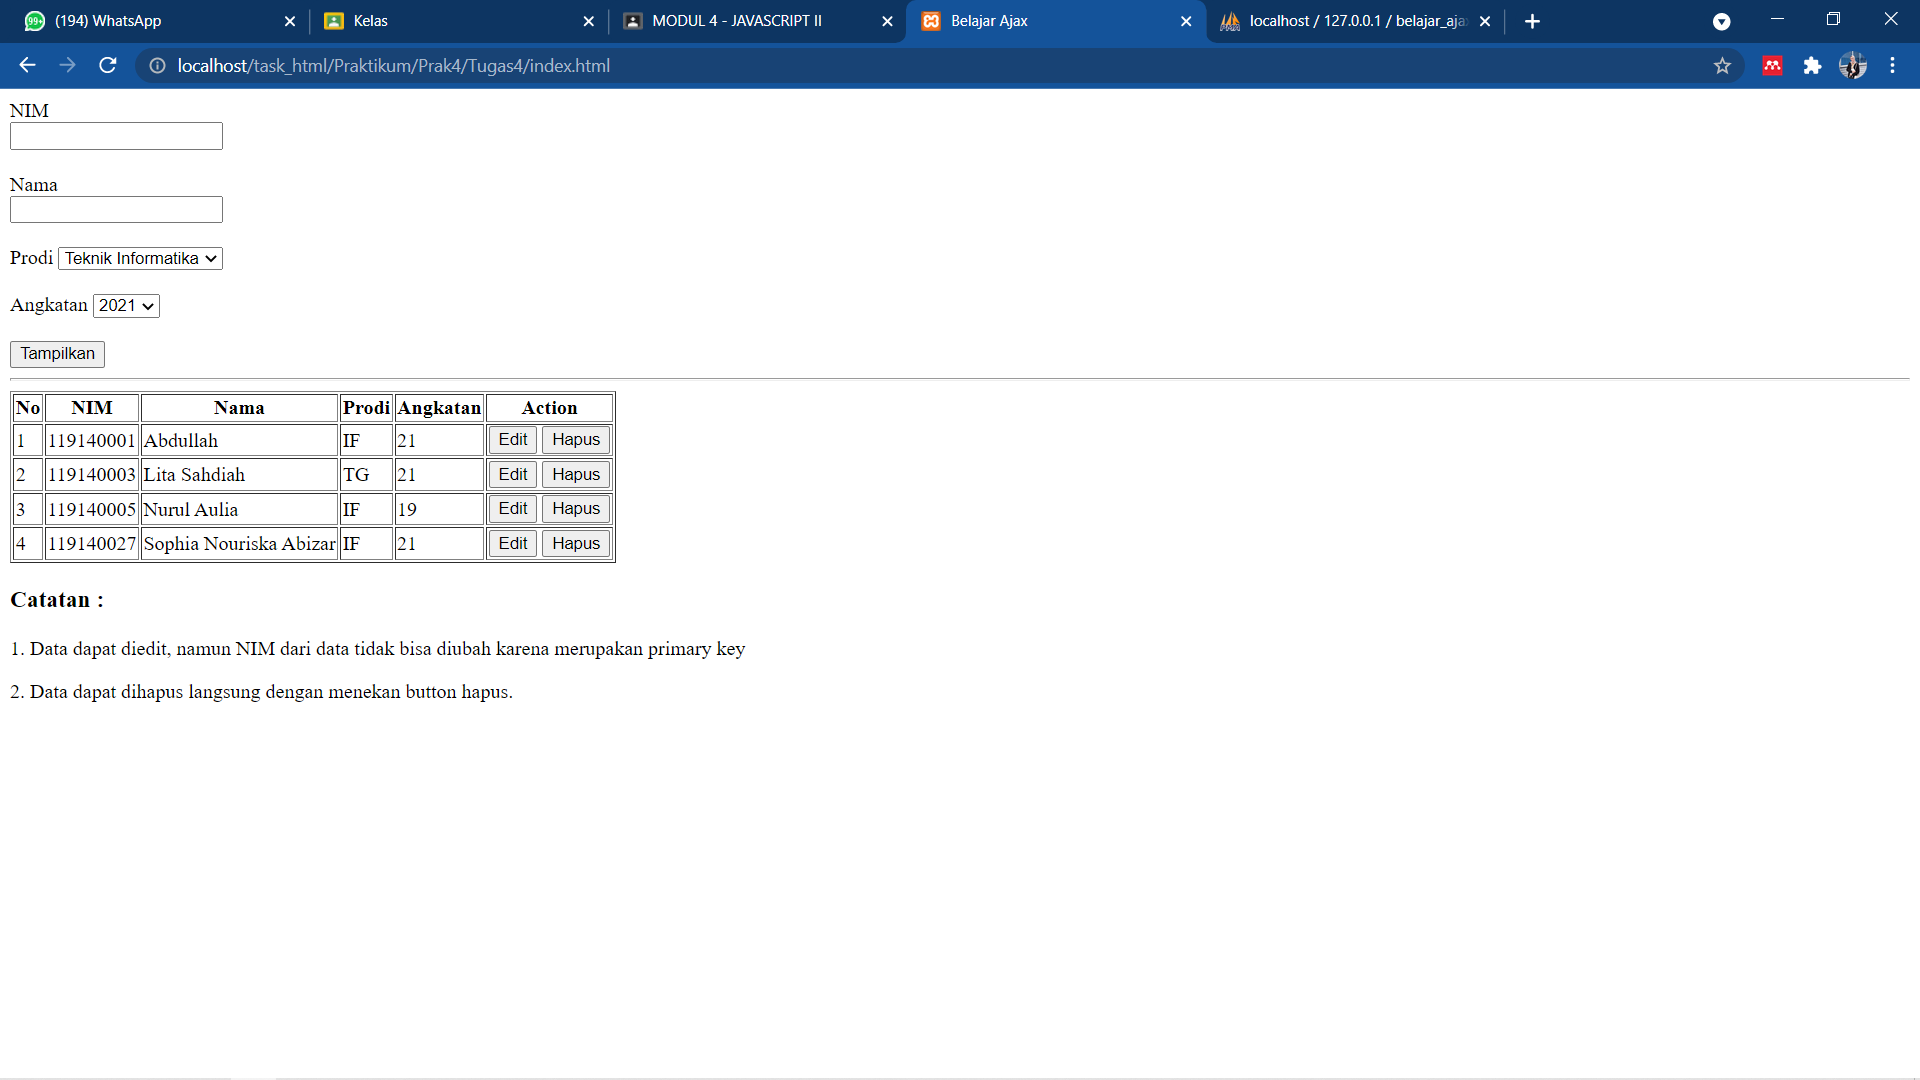 99+ (194) WhatsApp
Kelas
MODUL 4 - JAVASCRIPT II
Belajar Ajax
localhost / 127.0.0.1 / belajar_aja
localhost/task_html/Praktikum/Prak4/Tugas4/index.html
NIM
Nama
Prodi Teknik Informatika
Angkatan 2021
Tampilkan
No NIM Nama Prodi Angkatan Action
1 119140001 Abdullah IF 21 Edit Hapus
2 119140003 Lita Sahdiah TG 21 Edit Hapus
3 119140005 Nurul Aulia IF 19 Edit Hapus
4 119140027 Sophia Nouriska Abizar IF 21 Edit Hapus
Catatan :
1. Data dapat diedit, namun NIM dari data tidak bisa diubah karena merupakan primary key
2. Data dapat dihapus langsung dengan menekan button hapus.